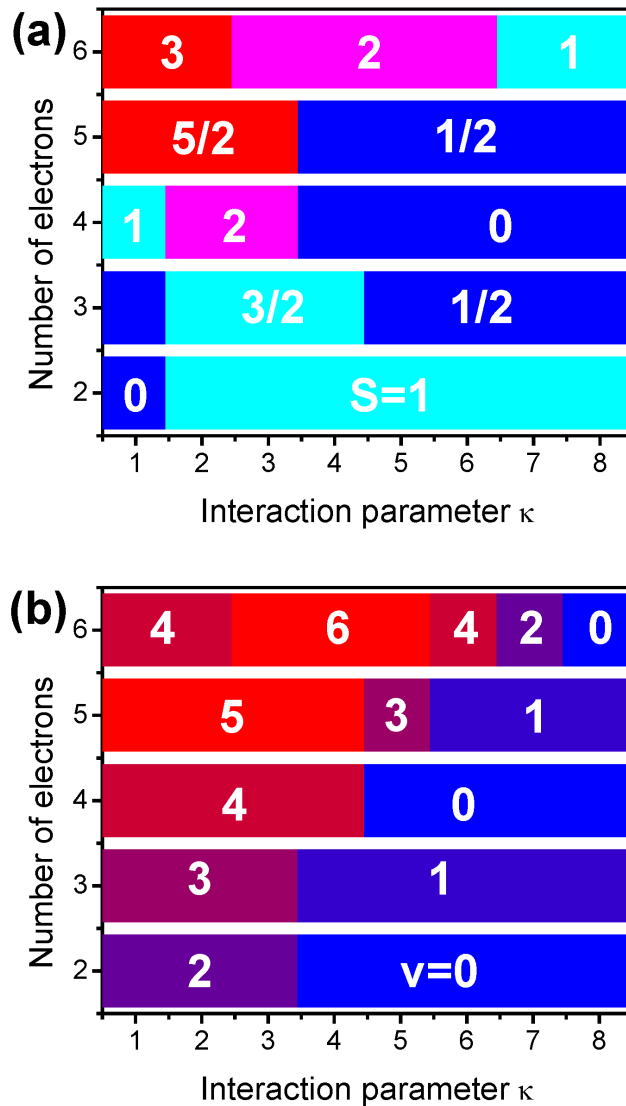 (a)
Number of electrons
6
3 2 1
5
5/2 1/2
4
1 2 0
3
3/2 1/2
2
0 S=1
1 2 3 4 5 6 7 8
Interaction parameter κ
(b)
Number of electrons
6
4 6 4 2 0
5
5 3 1
4
4 0
3
3 1
2
2 v=0
1 2 3 4 5 6 7 8
Interaction parameter κ